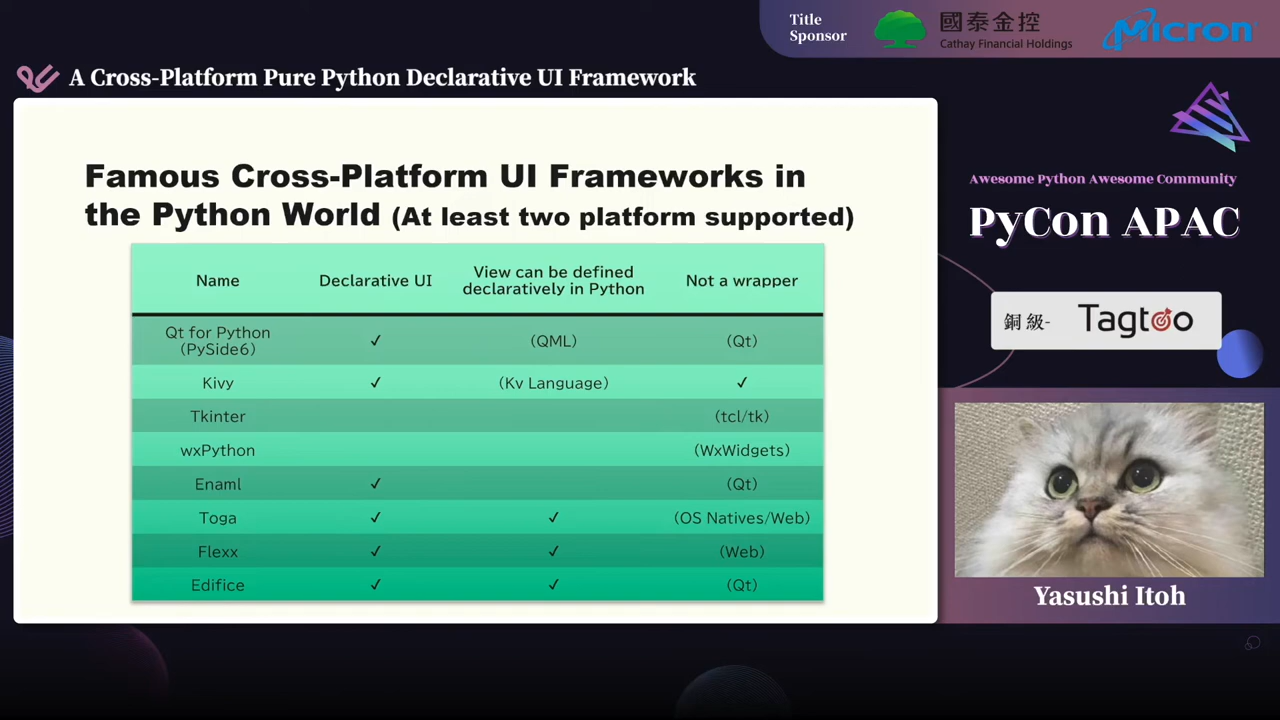 Title
Sponsor
國泰金控
Cathay Financial Holdings
Micron
A Cross-Platform Pure Python Declarative UI Framework
Famous Cross-Platform UI Frameworks in
the Python World (At least two platform supported)
Name Declarative UI View can be defined declaratively in Python Not a wrapper
Qt for Python (PySide6) ✓ (QML) (Qt)
Kivy ✓ (Kv Language) ✓
Tkinter (tcl/tk)
wxPython (WxWidgets)
Enaml ✓ (Qt)
Toga ✓ ✓ (OS Natives/Web)
Flexx ✓ ✓ (Web)
Edifice ✓ ✓ (Qt)
Awesome Python Awesome Community
PyCon APAC
銅級- Tagtoo
Yasushi Itoh